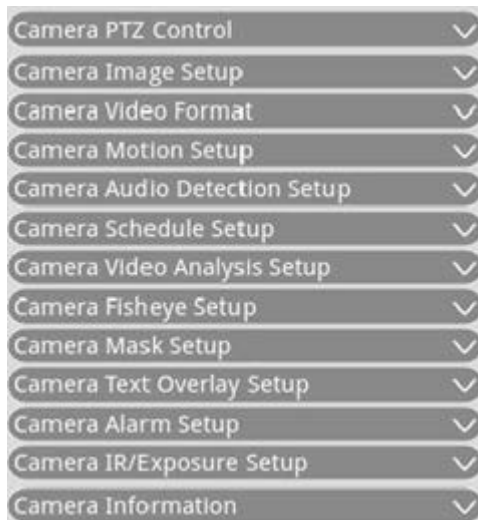 Camera PTZ Control
Camera Image Setup
Camera Video Format
Camera Motion Setup
Camera Audio Detection Setup
Camera Schedule Setup
Camera Video Analysis Setup
Camera Fisheye Setup
Camera Mask Setup
Camera Text Overlay Setup
Camera Alarm Setup
Camera IR/Exposure Setup
Camera Information